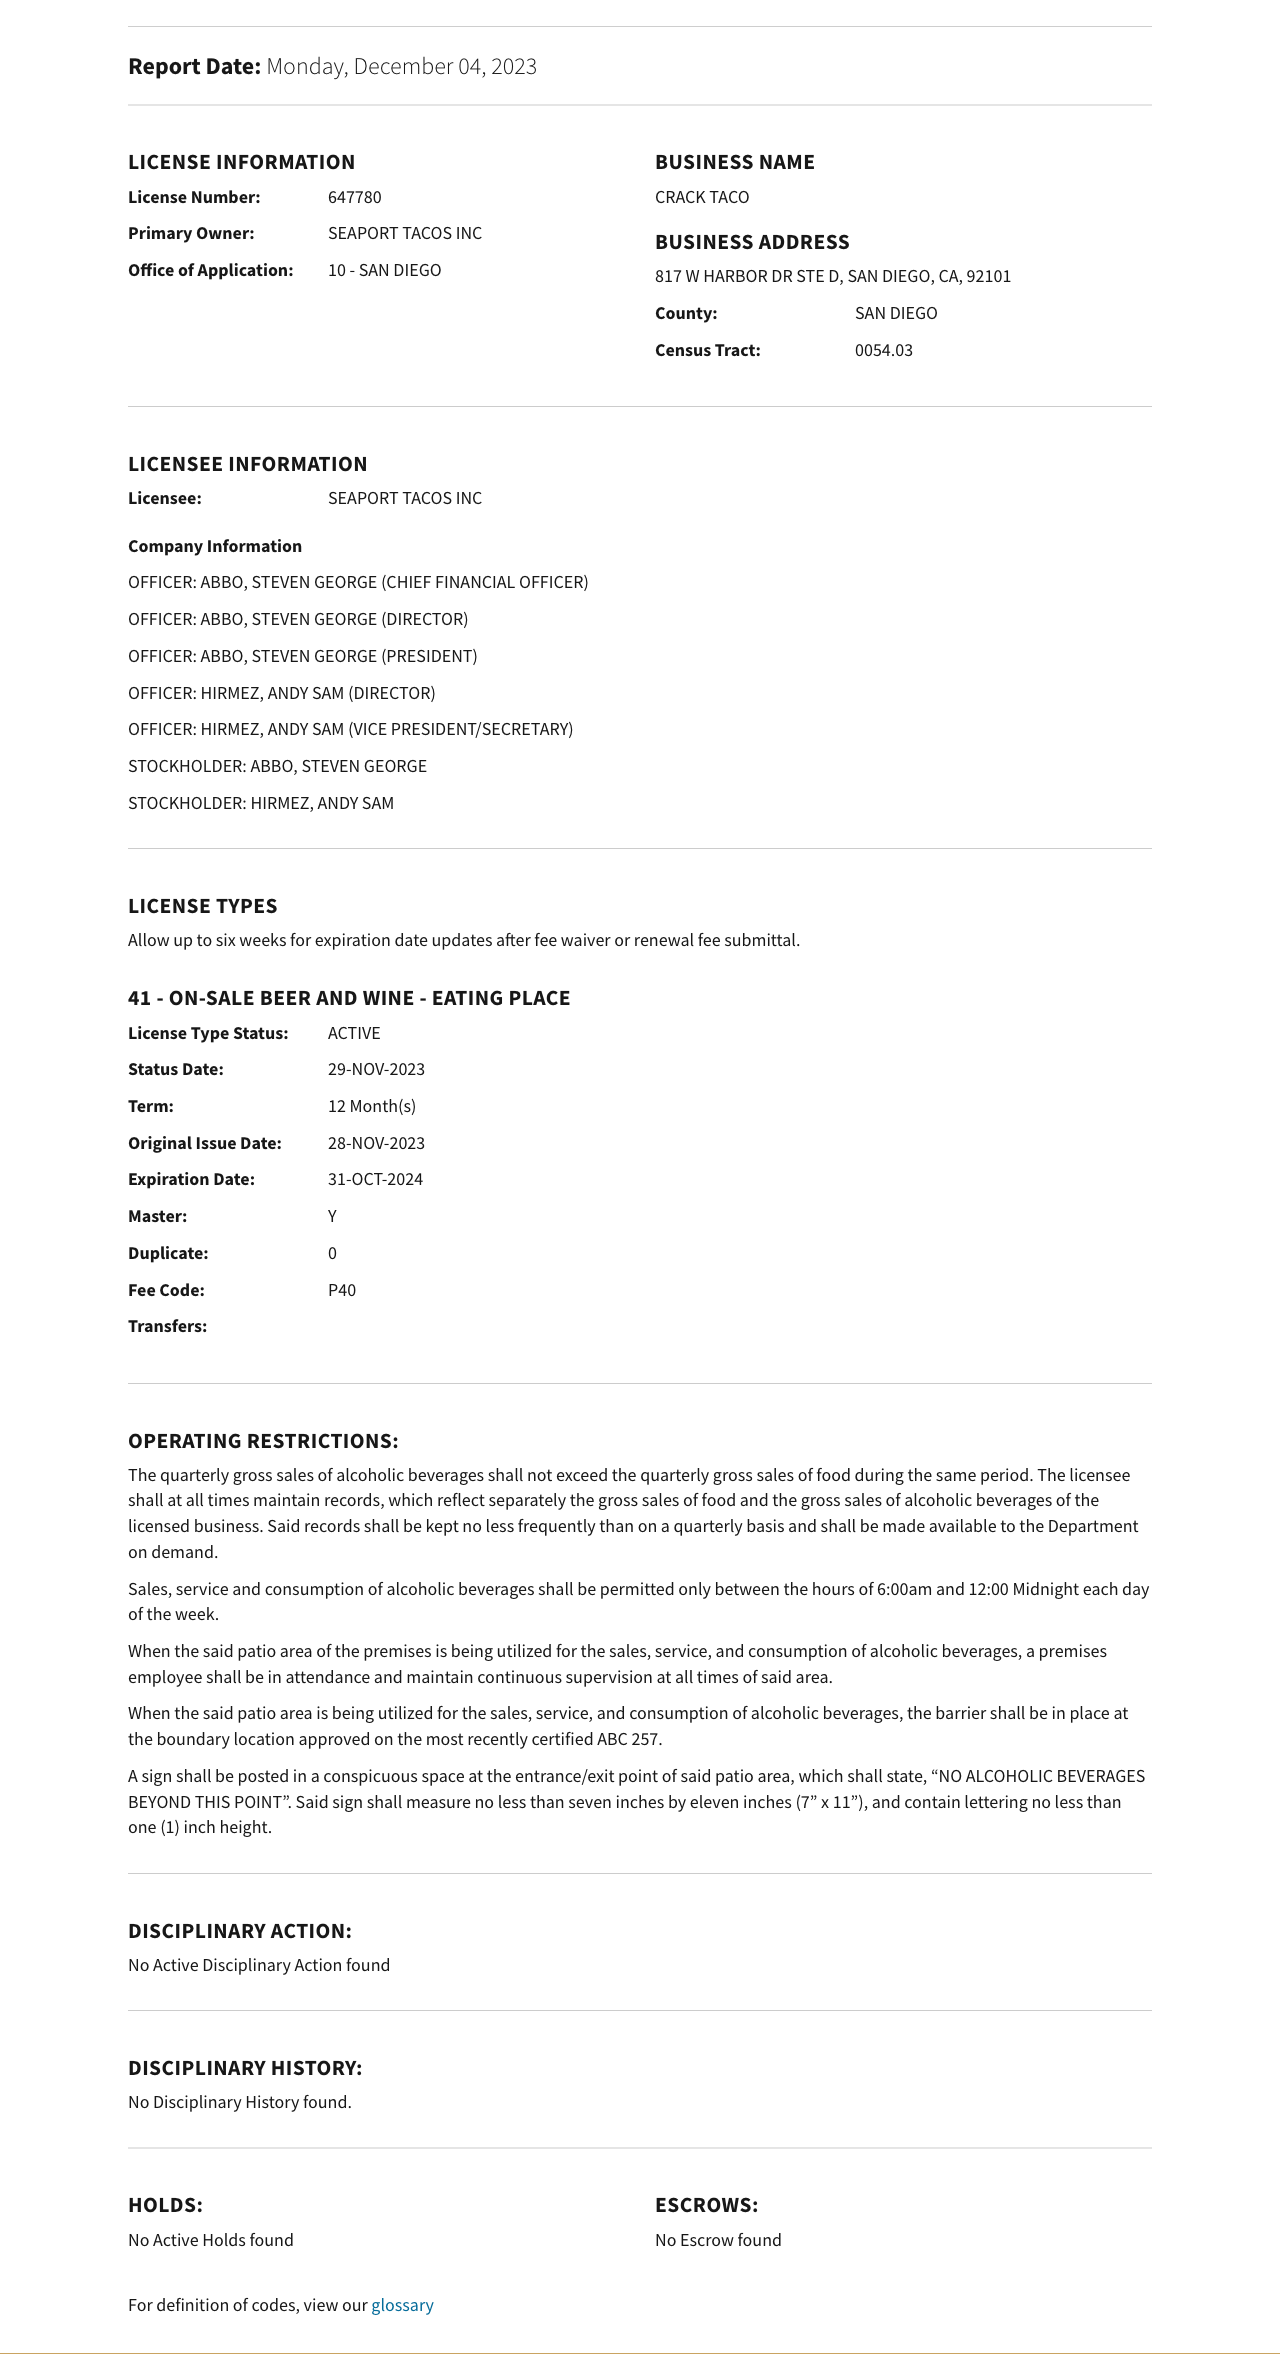 Report Date: Monday, December 04, 2023
LICENSE INFORMATION
License Number: 647780
Primary Owner: SEAPORT TACOS INC
Office of Application: 10 - SAN DIEGO
BUSINESS NAME
CRACK TACO
BUSINESS ADDRESS
817 W HARBOR DR STE D, SAN DIEGO, CA, 92101
County: SAN DIEGO
Census Tract: 0054.03
LICENSEE INFORMATION
Licensee: SEAPORT TACOS INC
Company Information
OFFICER: ABBO, STEVEN GEORGE (CHIEF FINANCIAL OFFICER)
OFFICER: ABBO, STEVEN GEORGE (DIRECTOR)
OFFICER: ABBO, STEVEN GEORGE (PRESIDENT)
OFFICER: HIRMEZ, ANDY SAM (DIRECTOR)
OFFICER: HIRMEZ, ANDY SAM (VICE PRESIDENT/SECRETARY)
STOCKHOLDER: ABBO, STEVEN GEORGE
STOCKHOLDER: HIRMEZ, ANDY SAM
LICENSE TYPES
Allow up to six weeks for expiration date updates after fee waiver or renewal fee submittal.
41 - ON-SALE BEER AND WINE - EATING PLACE
License Type Status: ACTIVE
Status Date: 29-NOV-2023
Term: 12 Month(s)
Original Issue Date: 28-NOV-2023
Expiration Date: 31-OCT-2024
Master: Y
Duplicate: 0
Fee Code: P40
Transfers:
OPERATING RESTRICTIONS:
The quarterly gross sales of alcoholic beverages shall not exceed the quarterly gross sales of food during the same period. The licensee
shall at all times maintain records, which reflect separately the gross sales of food and the gross sales of alcoholic beverages of the
licensed business. Said records shall be kept no less frequently than on a quarterly basis and shall be made available to the Department
on demand.
Sales, service and consumption of alcoholic beverages shall be permitted only between the hours of 6:00am and 12:00 Midnight each day
of the week.
When the said patio area of the premises is being utilized for the sales, service, and consumption of alcoholic beverages, a premises
employee shall be in attendance and maintain continuous supervision at all times of said area.
When the said patio area is being utilized for the sales, service, and consumption of alcoholic beverages, the barrier shall be in place at
the boundary location approved on the most recently certified ABC 257.
A sign shall be posted in a conspicuous space at the entrance/exit point of said patio area, which shall state, “NO ALCOHOLIC BEVERAGES
BEYOND THIS POINT”. Said sign shall measure no less than seven inches by eleven inches (7” x 11”), and contain lettering no less than
one (1) inch height.
DISCIPLINARY ACTION:
No Active Disciplinary Action found
DISCIPLINARY HISTORY:
No Disciplinary History found.
HOLDS:
No Active Holds found
ESCROWS:
No Escrow found
For definition of codes, view our glossary